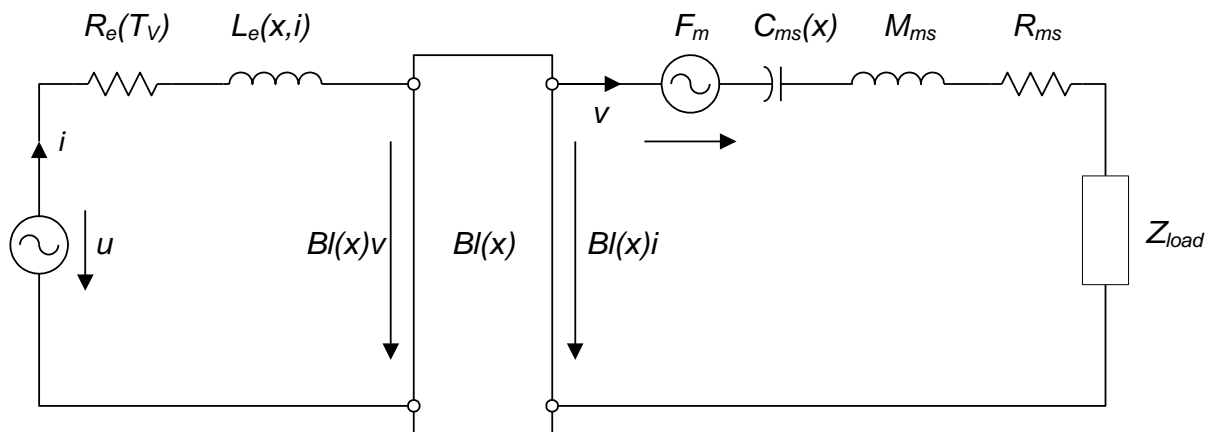 Re(TV) Le(x,i) Fm Cms(x) Mms Rms
i v
u Bl(x)v Bl(x) Bl(x)i Zload